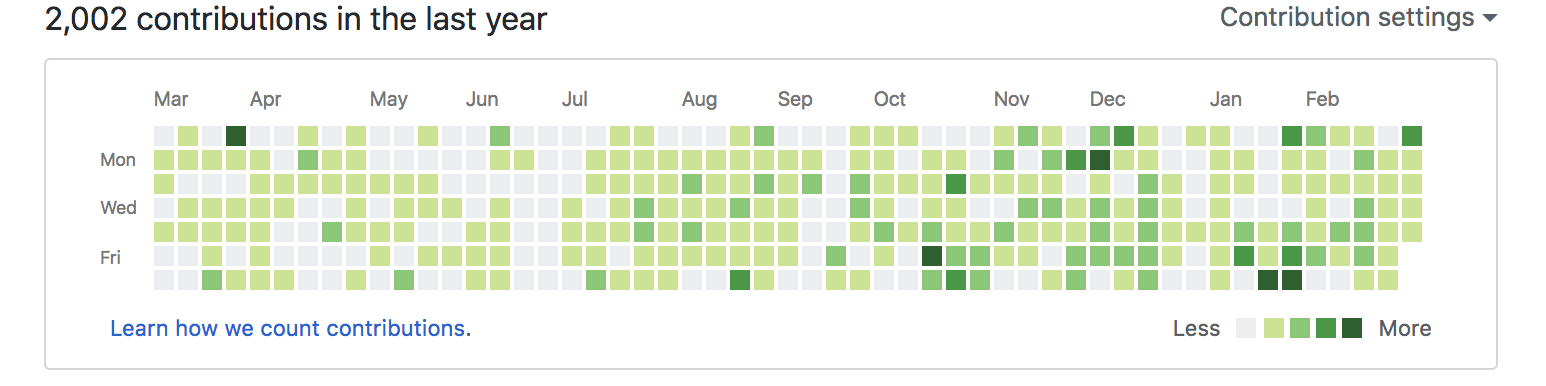 2,002 contributions in the last year
Contribution settings
Mar Apr May Jun Jul Aug Sep Oct Nov Dec Jan Feb
Mon
Wed
Fri
Learn how we count contributions.
Less More